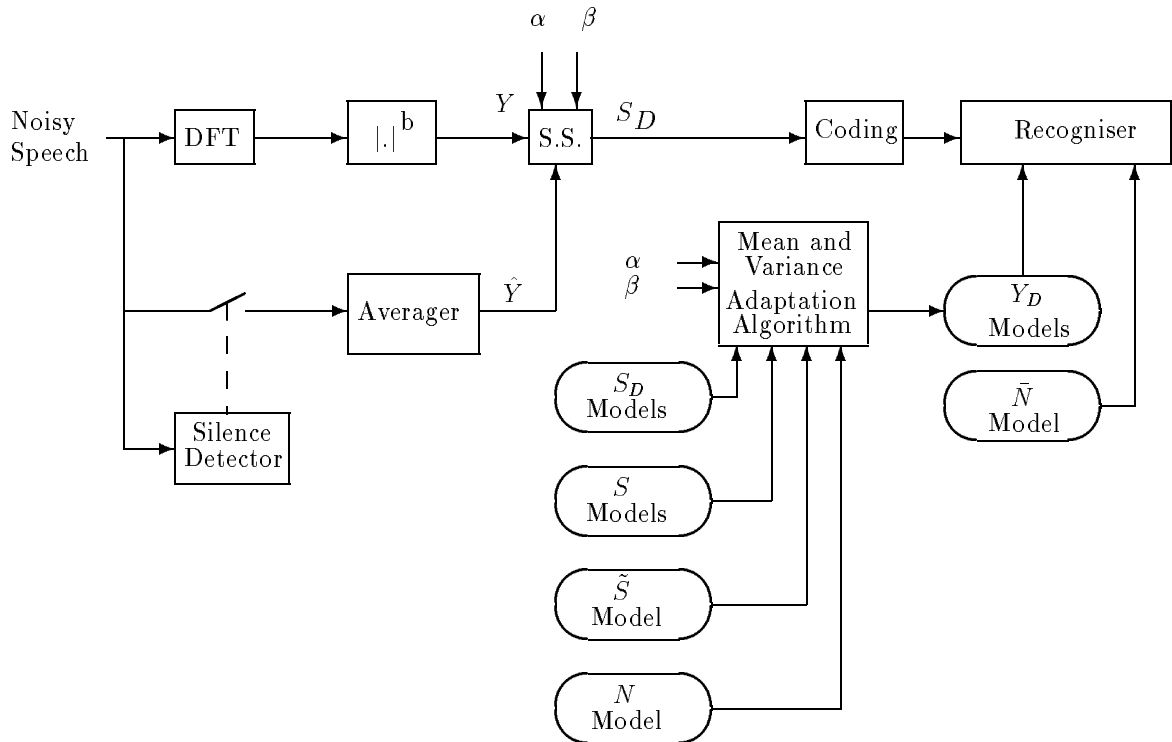 α β
Noisy
Speech
DFT
|.|^b
Y
S.S.
S_D
Coding
Recogniser
Averager
Ŷ
α
β
Mean and
Variance
Adaptation
Algorithm
Y_D
Models
N̄
Model
Silence
Detector
S_D
Models
S
Models
S̃
Model
N
Model